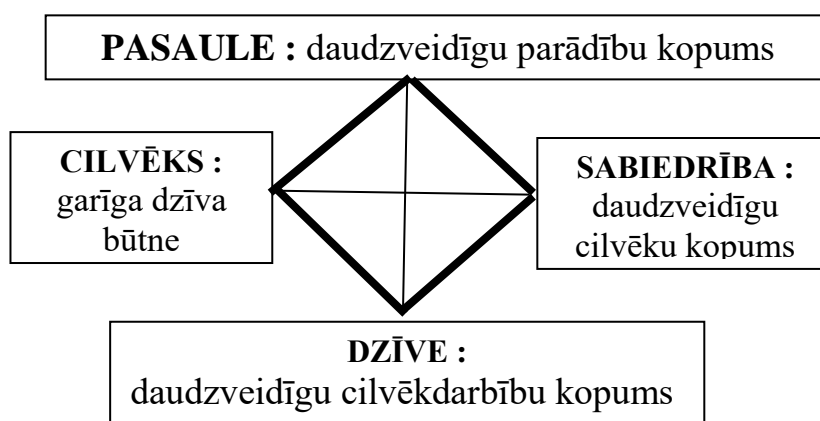 PASAULE : daudzveidīgu parādību kopums
CILVĒKS :
garīga dzīva
būtne
SABIEDRĪBA :
daudzveidīgu
cilvēku kopums
DZĪVE :
daudzveidīgu cilvēkdarbību kopums